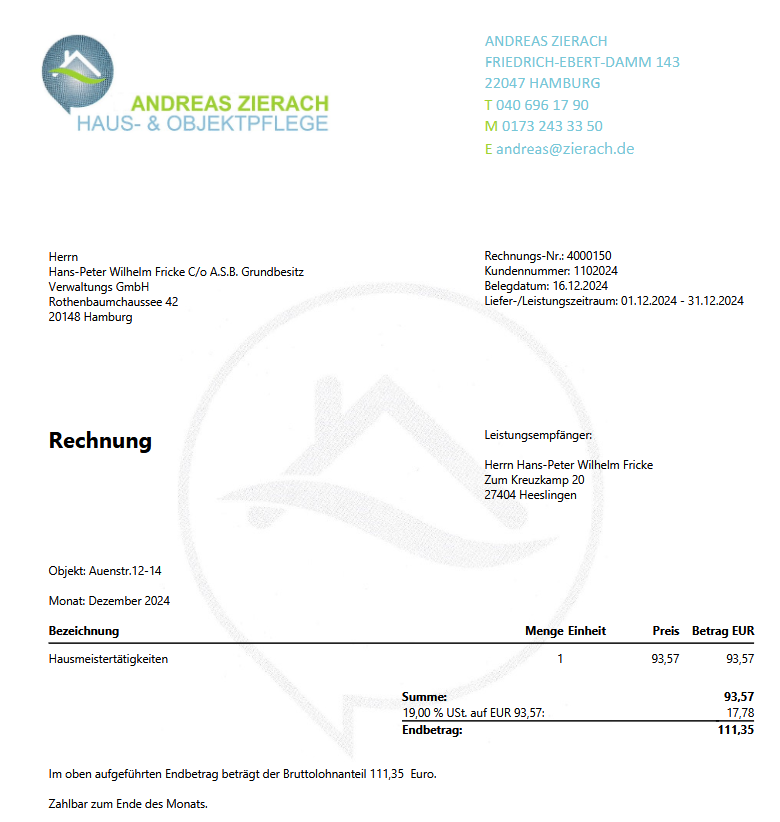 ANDREAS ZIERACH
HAUS- & OBJEKTPFLEGE
ANDREAS ZIERACH
FRIEDRICH-EBERT-DAMM 143
22047 HAMBURG
T 040 696 17 90
M 0173 243 33 50
E andreas@zierach.de
Herrn
Hans-Peter Wilhelm Fricke C/o A.S.B. Grundbesitz
Verwaltungs GmbH
Rothenbaumchaussee 42
20148 Hamburg
Rechnungs-Nr.: 4000150
Kundennummer: 1102024
Belegdatum: 16.12.2024
Liefer-/Leistungszeitraum: 01.12.2024 - 31.12.2024
Rechnung
Leistungsempfänger:
Herrn Hans-Peter Wilhelm Fricke
Zum Kreuzkamp 20
27404 Heeslingen
Objekt: Auenstr.12-14
Monat: Dezember 2024
Bezeichnung Menge Einheit Preis Betrag EUR
Hausmeistertätigkeiten 1 93,57 93,57
Summe: 93,57
19,00 % USt. auf EUR 93,57: 17,78
Endbetrag: 111,35
Im oben aufgeführten Endbetrag beträgt der Bruttolohnanteil 111,35 Euro.
Zahlbar zum Ende des Monats.